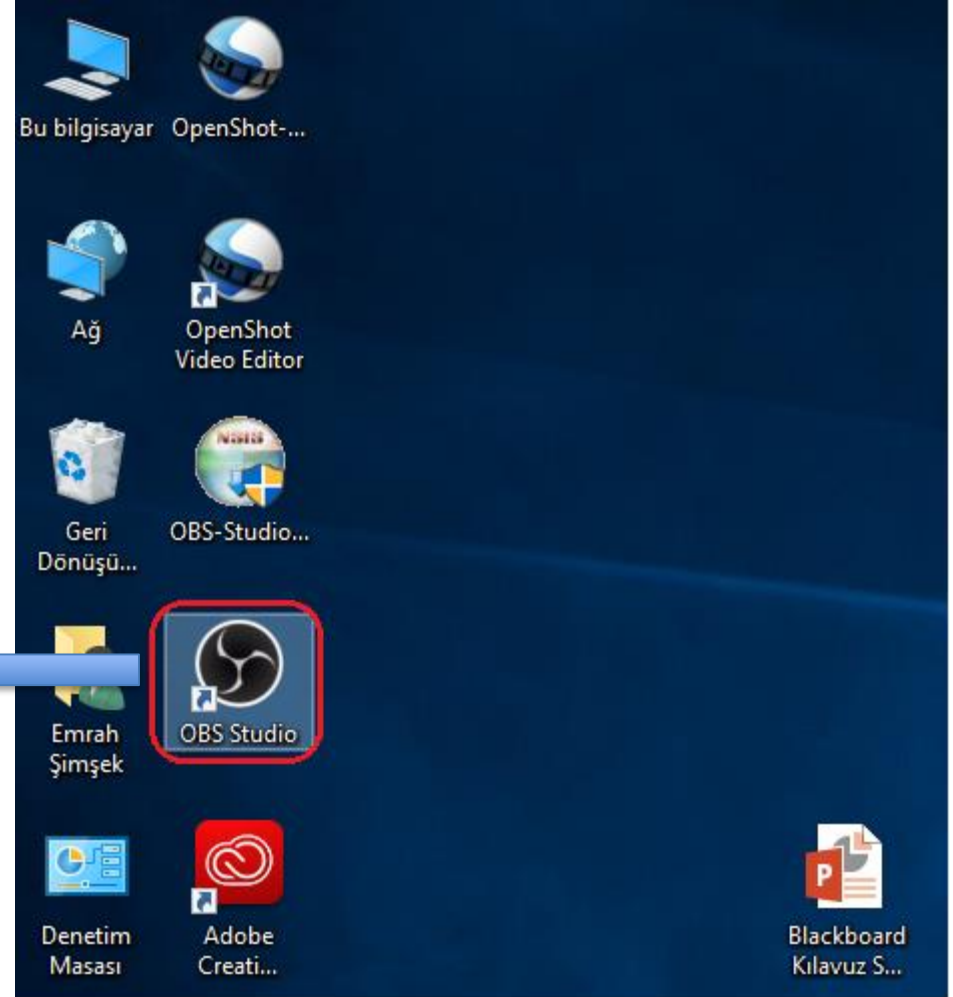 Bu bilgisayar
OpenShot-...
Ağ
OpenShot
Video Editor
NSIS
Geri
Dönüşü...
OBS-Studio...
Emrah
Şimşek
OBS Studio
Denetim
Masası
Adobe
Creati...
P
Blackboard
Kılavuz S...